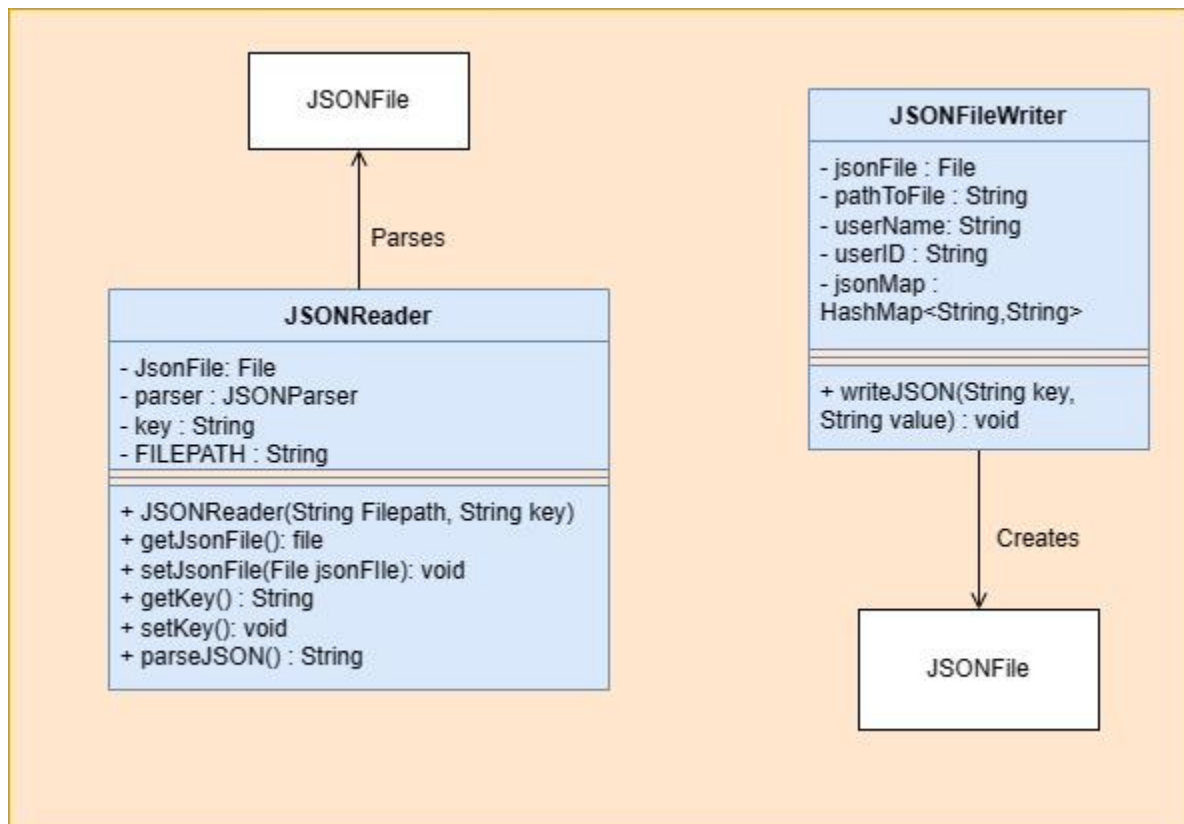 JSONFile
Parses
JSONReader
- JsonFile: File
- parser : JSONParser
- key : String
- FILEPATH : String
+ JSONReader(String Filepath, String key)
+ getJsonFile(): file
+ setJsonFile(File jsonFIle): void
+ getKey() : String
+ setKey(): void
+ parseJSON() : String
JSONFileWriter
- jsonFile : File
- pathToFile : String
- userName: String
- userID : String
- jsonMap :
HashMap<String,String>
+ writeJSON(String key,
String value) : void
Creates
JSONFile